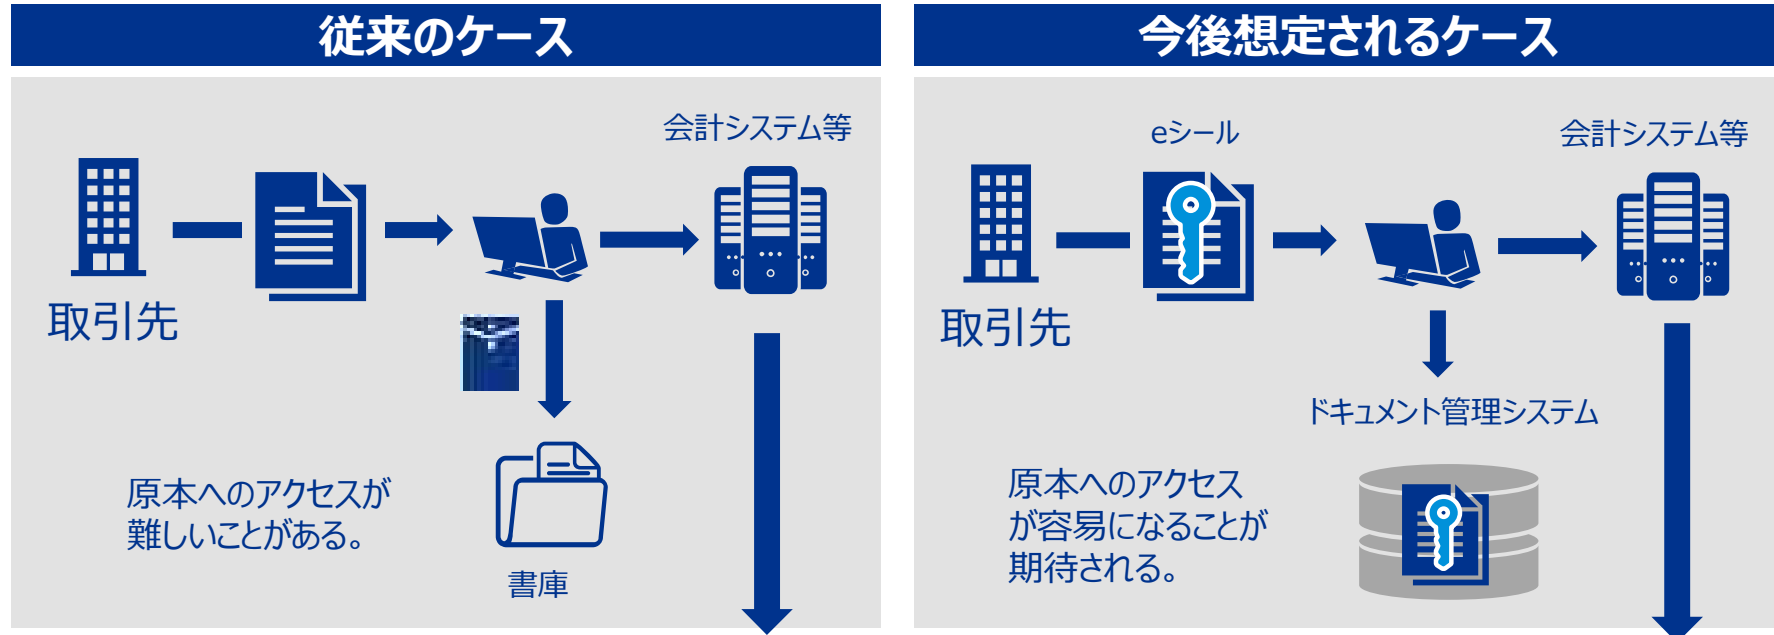 従来のケース
会計システム等
取引先
原本へのアクセスが
難しいことがある。
書庫
今後想定されるケース
eシール
会計システム等
取引先
ドキュメント管理システム
原本へのアクセス
が容易になることが
期待される。